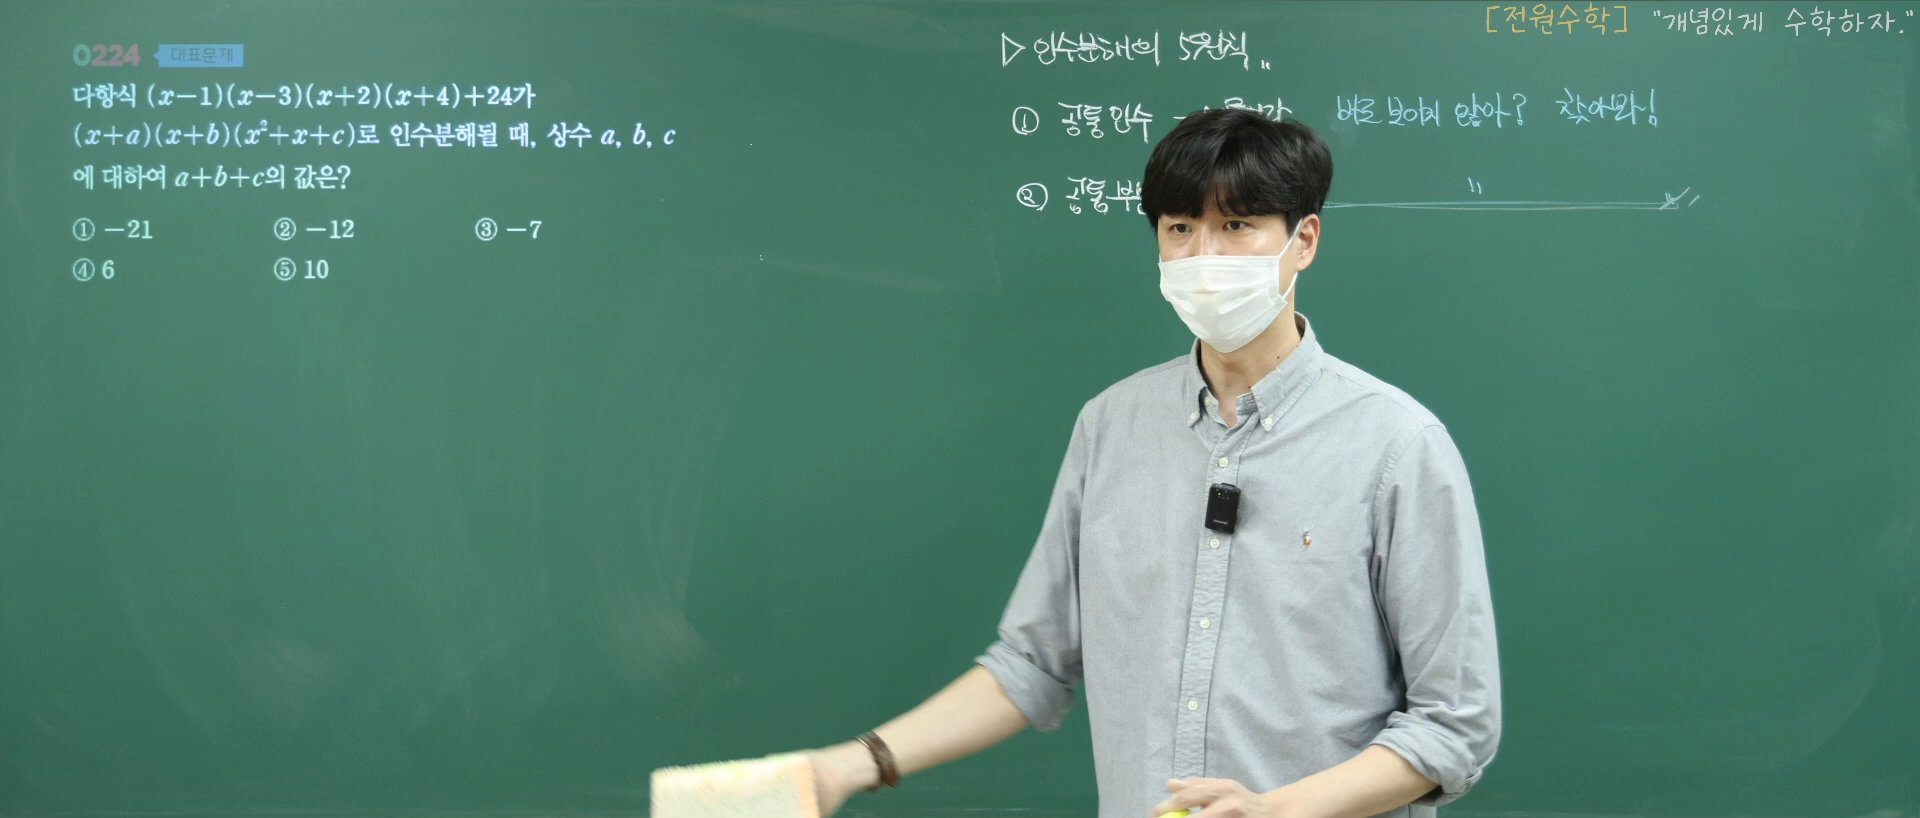 0224 대표문제
다항식 (x-1)(x-3)(x+2)(x+4)+24가
(x+a)(x+b)(x²+x+c)로 인수분해될 때, 상수 a, b, c
에 대하여 a+b+c의 값은?
① -21 ② -12 ③ -7
④ 6 ⑤ 10
[전원수학] "개념있게 수학하자."
▷ 인수분해의 5원칙
① 공통인수 바로 보이지 않아? 찾아봐!
② 공통부